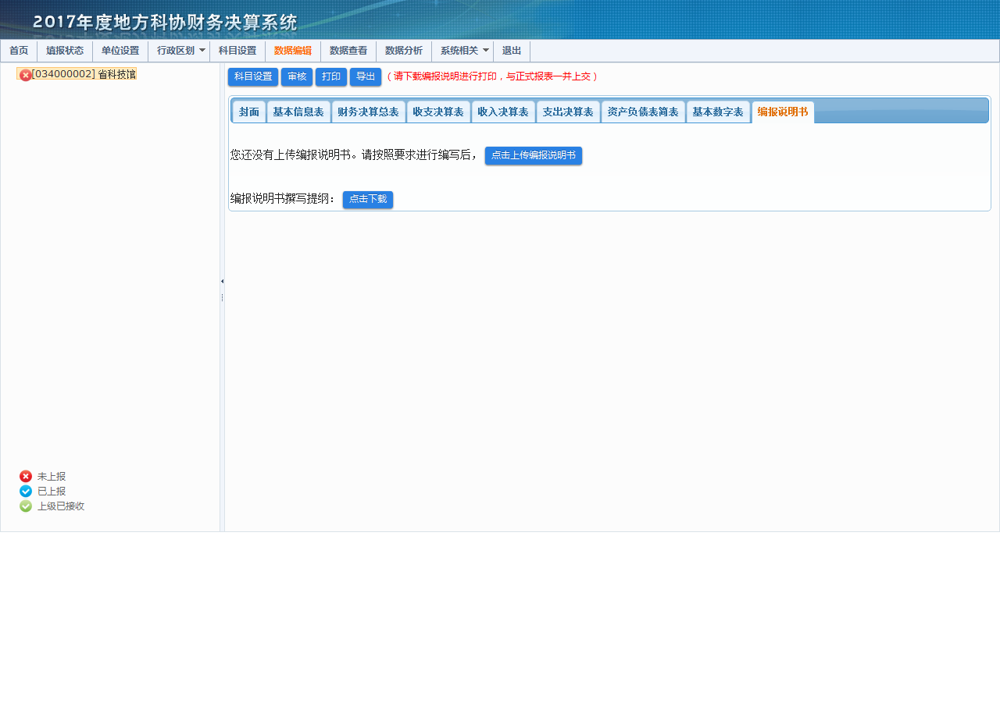 2017年度地方科协财务决算系统
首页 填报状态 单位设置 行政区划 科目设置 数据编辑 数据查看 数据分析 系统相关 退出
[034000002] 省科技馆
科目设置 审核 打印 导出 （请下载编报说明进行打印，与正式报表一并上交）
封面 基本信息表 财务决算总表 收支决算表 收入决算表 支出决算表 资产负债表简表 基本数字表 编报说明书
您还没有上传编报说明书。请按照要求进行编写后， 点击上传编报说明书
编报说明书撰写提纲： 点击下载
未上报
已上报
上级已接收